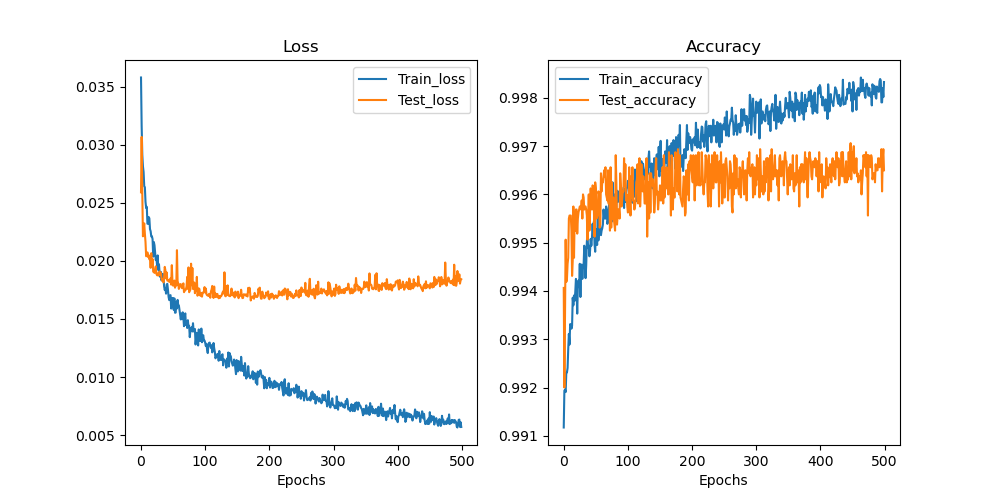 Loss
Train_loss
Test_loss
0.035
0.030
0.025
0.020
0.015
0.010
0.005
0 100 200 300 400 500
Epochs
Accuracy
Train_accuracy
Test_accuracy
0.998
0.997
0.996
0.995
0.994
0.993
0.992
0.991
0 100 200 300 400 500
Epochs